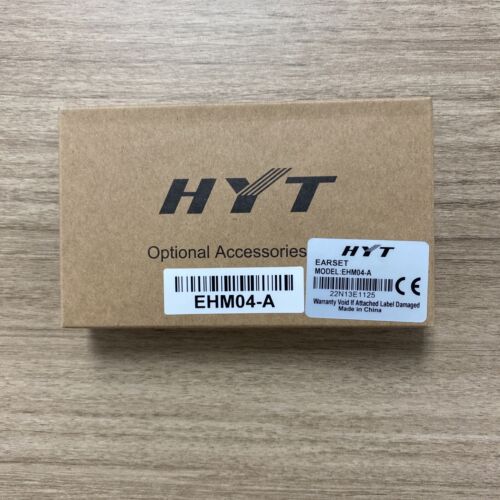 HYT
Optional Accessories
EHM04-A
HYT
EARSET
MODEL:EHM04-A
CE
22N13E1125
Warranty Void If Attached Label Damaged
Made in China